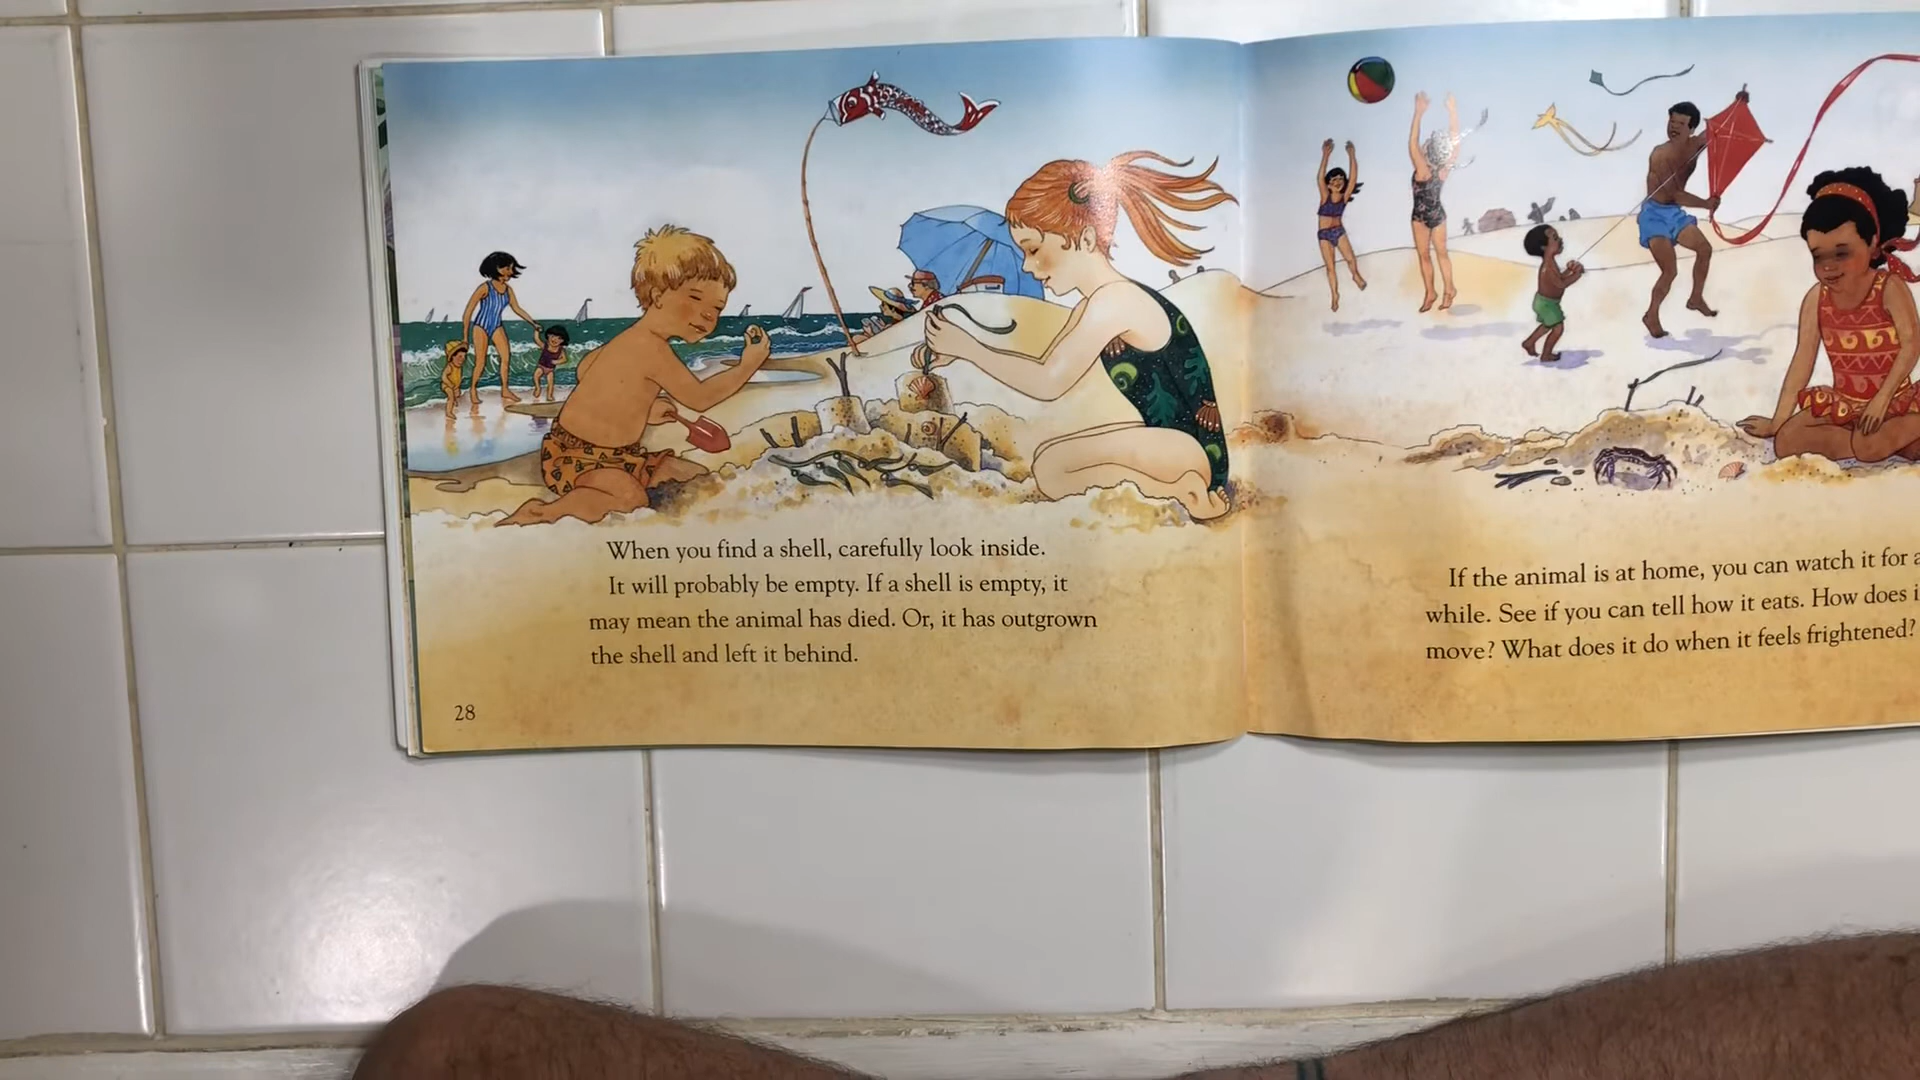 When you find a shell, carefully look inside.
It will probably be empty. If a shell is empty, it
may mean the animal has died. Or, it has outgrown
the shell and left it behind.
28
If the animal is at home, you can watch it for a
while. See if you can tell how it eats. How does
move? What does it do when it feels frightened?